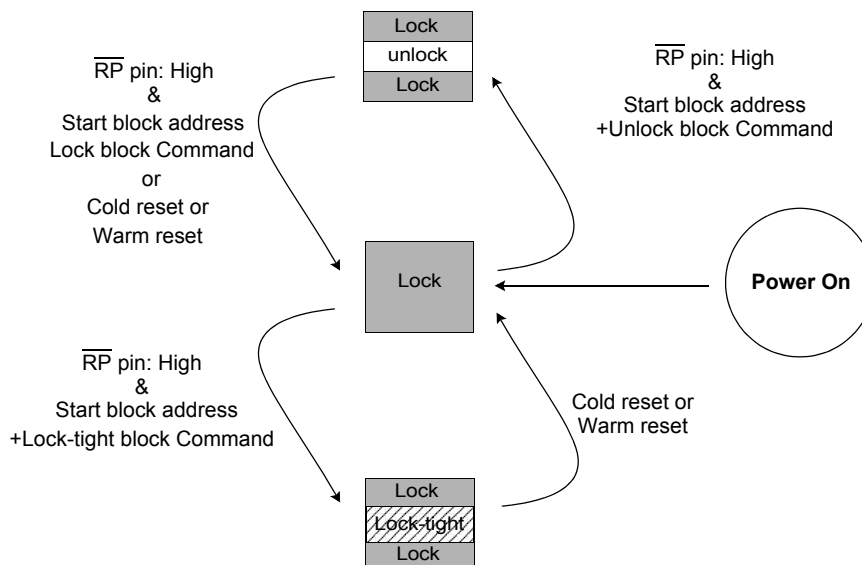 Lock
unlock
Lock
RP pin: High
&
Start block address
Lock block Command
or
Cold reset or
Warm reset
RP pin: High
&
Start block address
+Unlock block Command
Lock
Power On
RP pin: High
&
Start block address
+Lock-tight block Command
Cold reset or
Warm reset
Lock
Lock-tight
Lock